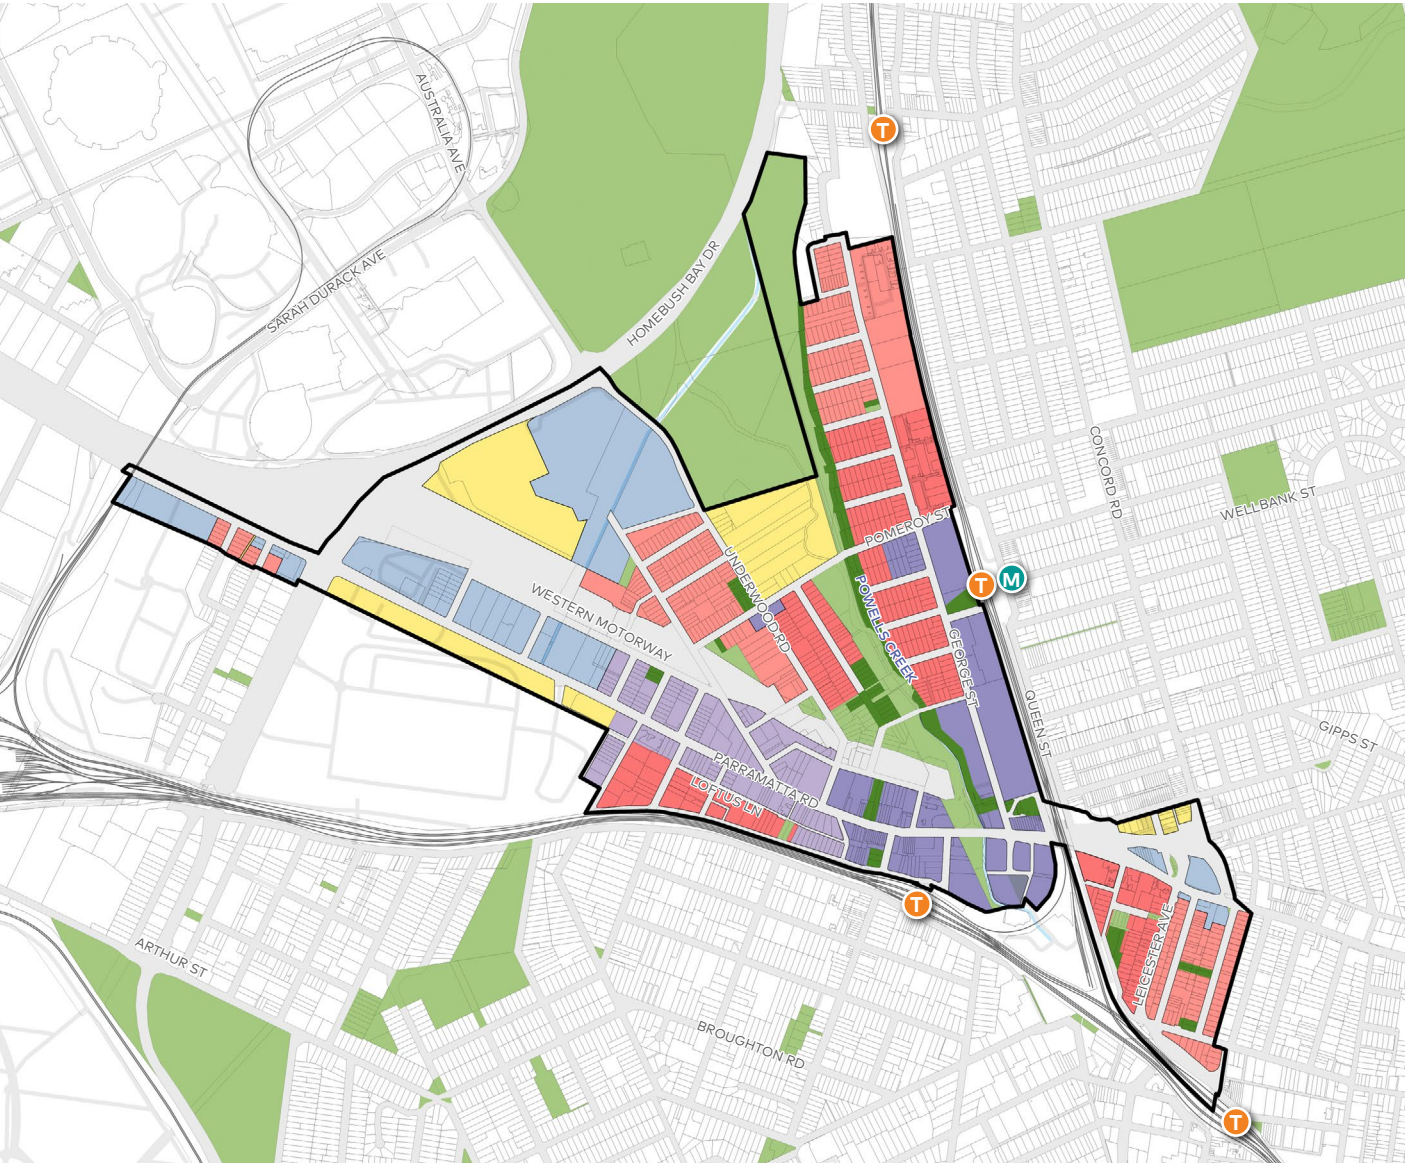 AUSTRALIA AVE
T
SARAH DURACK AVE
HOMEBUSH BAY DR
CONCORD RD
WELLBANK ST
POMEROY ST
UNDERWOOD RD
T
M
WESTERN MOTORWAY
POWELLS CREEK
GEORGE ST
QUEEN ST
GIPPS ST
PARRAMATTA RD
LOFTUS LN
T
LEICESTER AVE
ARTHUR ST
BROUGHTON RD
T